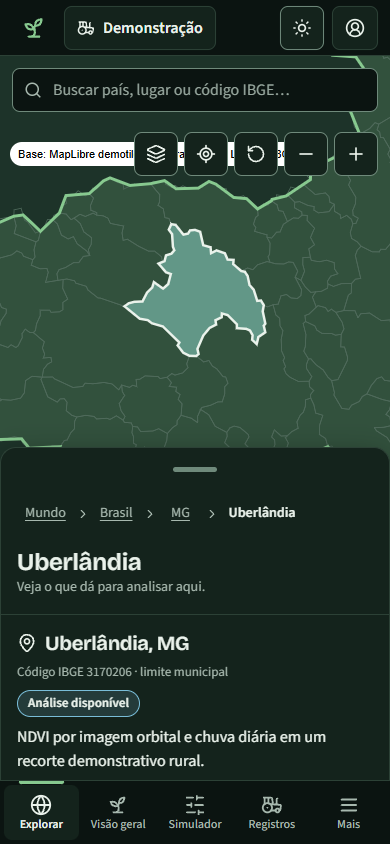 Demonstração
Buscar país, lugar ou código IBGE…
Base: MapLibre
Mundo
Brasil
MG
Uberlândia
Uberlândia
Veja o que dá para analisar aqui.
Uberlândia, MG
Código IBGE 3170206 · limite municipal
Análise disponível
NDVI por imagem orbital e chuva diária em um
recorte demonstrativo rural.
Explorar
Visão geral
Simulador
Registros
Mais